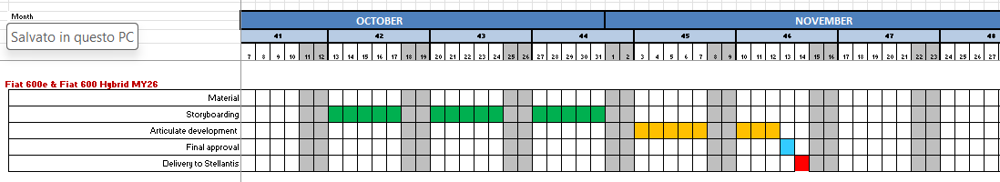 Month
OCTOBER NOVEMBER
Salvato in questo PC
41 42 43 44 45 46 47 48
7 8 9 10 11 12 13 14 15 16 17 18 19 20 21 22 23 24 25 26 27 28 29 30 31 1 2 3 4 5 6 7 8 9 10 11 12 13 14 15 16 17 18 19 20 21 22 23 24 25 26 27
Fiat 600e & Fiat 600 Hybrid MY26
Material
Storyboarding
Articulate development
Final approval
Delivery to Stellantis